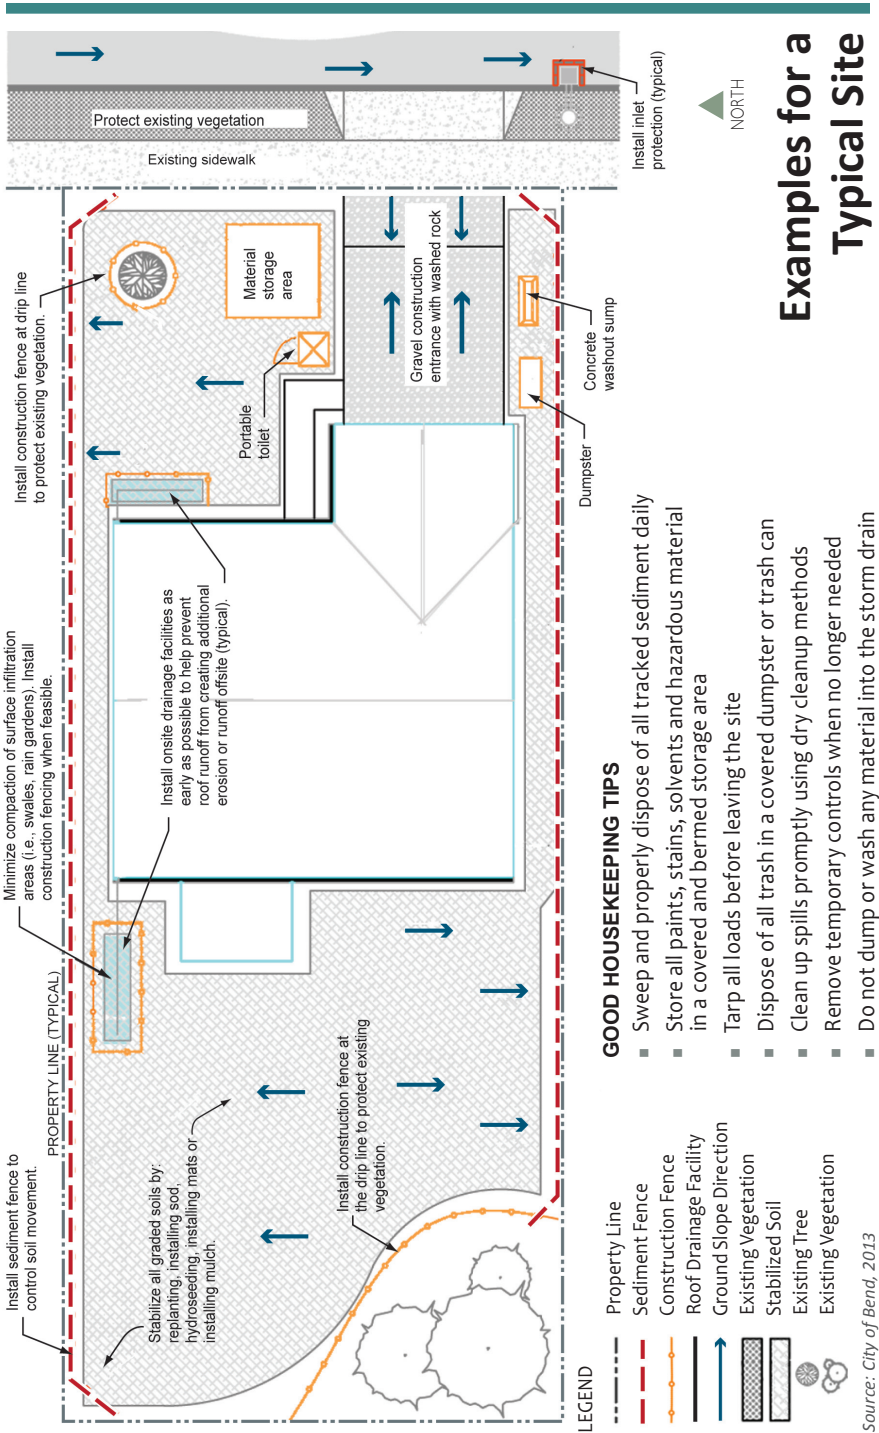 Examples for a
Typical Site
NORTH
Install inlet
protection (typical)
Protect existing vegetation
Existing sidewalk
Install construction fence at drip line
to protect existing vegetation.
Material
storage
area
Portable
toilet
Gravel construction
entrance with washed rock
Concrete
washout sump
Dumpster
Minimize compaction of surface infiltration
areas (i.e., swales, rain gardens). Install
construction fencing when feasible.
Install onsite drainage facilities as
early as possible to help prevent
roof runoff from creating additional
erosion or runoff offsite (typical).
PROPERTY LINE (TYPICAL)
Install sediment fence to
control soil movement.
Stabilize all graded soils by:
replanting, installing sod,
hydroseeding, installing mats or
installing mulch.
Install construction fence at
the drip line to protect existing
vegetation.
LEGEND
Property Line
Sediment Fence
Construction Fence
Roof Drainage Facility
Ground Slope Direction
Existing Vegetation
Stabilized Soil
Existing Tree
Existing Vegetation
Source: City of Bend, 2013
GOOD HOUSEKEEPING TIPS
Sweep and properly dispose of all tracked sediment daily
Store all paints, stains, solvents and hazardous material
in a covered and bermed storage area
Tarp all loads before leaving the site
Dispose of all trash in a covered dumpster or trash can
Clean up spills promptly using dry cleanup methods
Remove temporary controls when no longer needed
Do not dump or wash any material into the storm drain